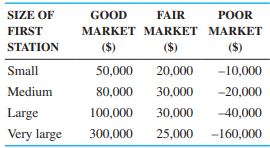 SIZE OF GOOD FAIR POOR
FIRST MARKET MARKET MARKET
STATION ($) ($) ($)
Small 50,000 20,000 –10,000
Medium 80,000 30,000 –20,000
Large 100,000 30,000 –40,000
Very large 300,000 25,000 –160,000